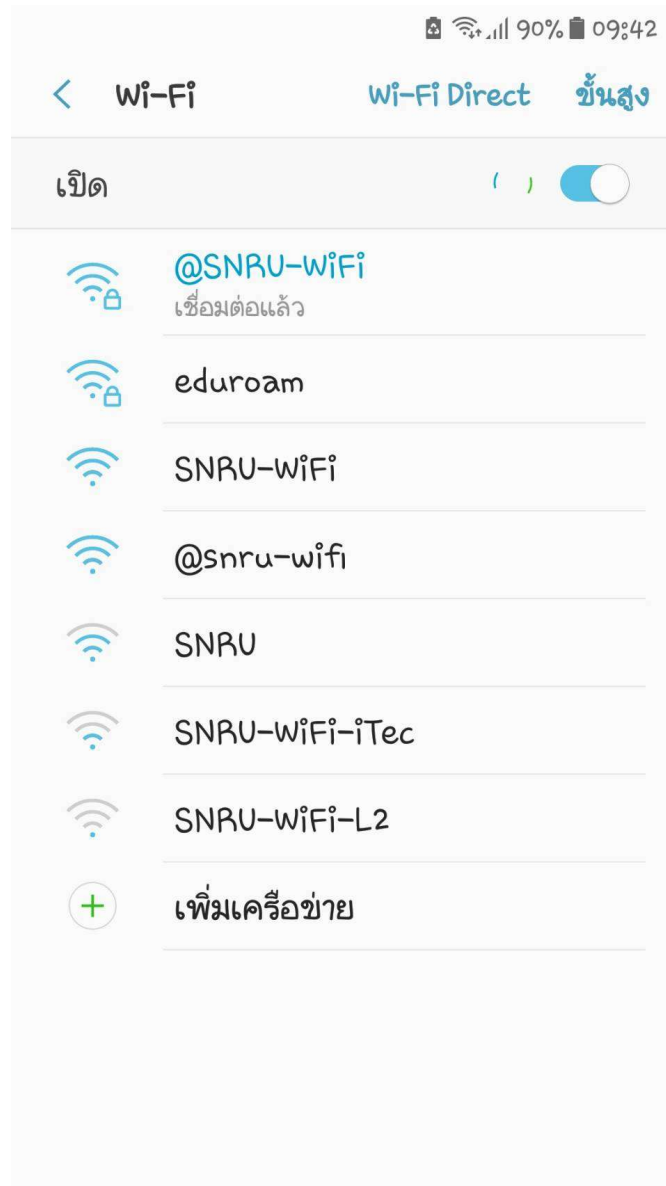 90% 09:42
Wi-Fi Wi-Fi Direct ขั้นสูง
เปิด
@SNRU-WiFi
เชื่อมต่อแล้ว
eduroam
SNRU-WiFi
@snru-wifi
SNRU
SNRU-WiFi-iTec
SNRU-WiFi-L2
เพิ่มเครือข่าย